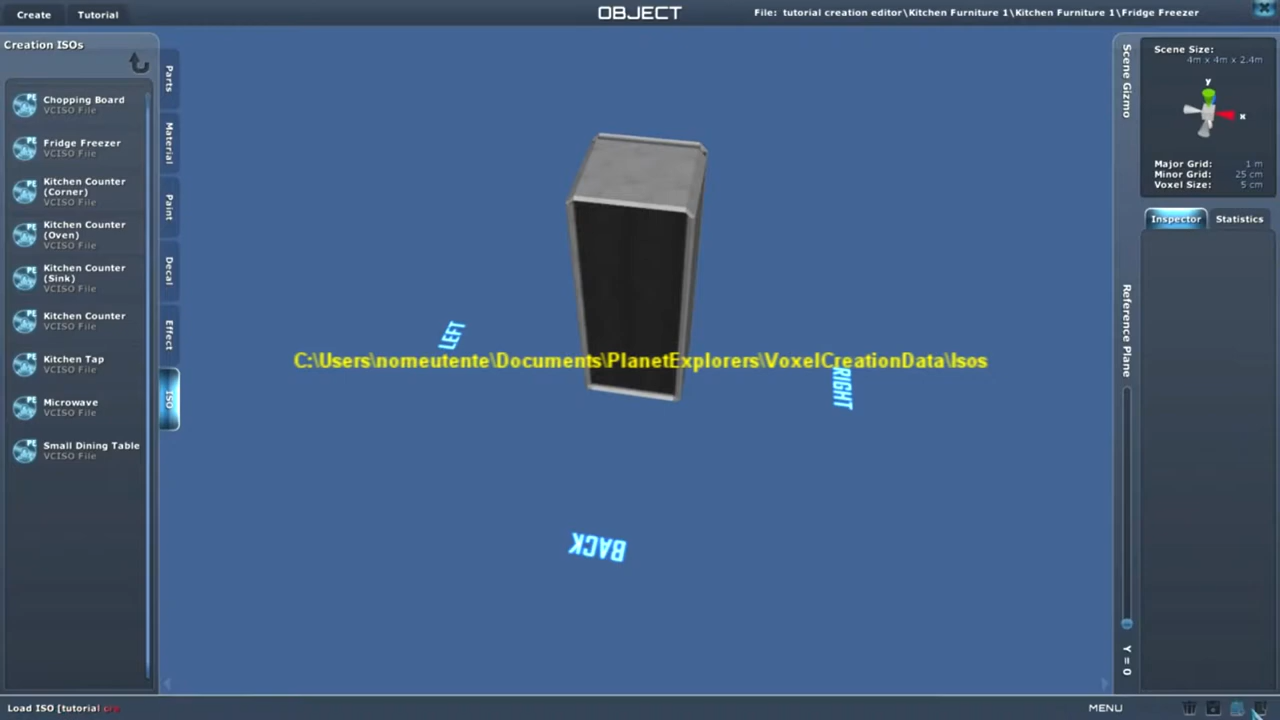 Create
Tutorial
OBJECT
File: tutorial creation editor\Kitchen Furniture 1\Kitchen Furniture 1\Fridge Freezer
Creation ISOs
Chopping Board
VCISO File
Fridge Freezer
VCISO File
Kitchen Counter
(Corner)
VCISO File
Kitchen Counter
(Oven)
VCISO File
Kitchen Counter
(Sink)
VCISO File
Kitchen Counter
VCISO File
Kitchen Tap
VCISO File
Microwave
VCISO File
Small Dining Table
VCISO File
Parts
Material
Paint
Decal
Effect
ISO
LEFT
C:\Users\nomeutente\Documents\PlanetExplorers\VoxelCreationData\Isos
RIGHT
BACK
Scene Gizmo
Scene Size:
4m x 4m x 2.4m
y
x
Major Grid: 1 m
Minor Grid: 25 cm
Voxel Size: 5 cm
Inspector
Statistics
Reference Plane
Y = 0
Load ISO [tutorial cre
MENU